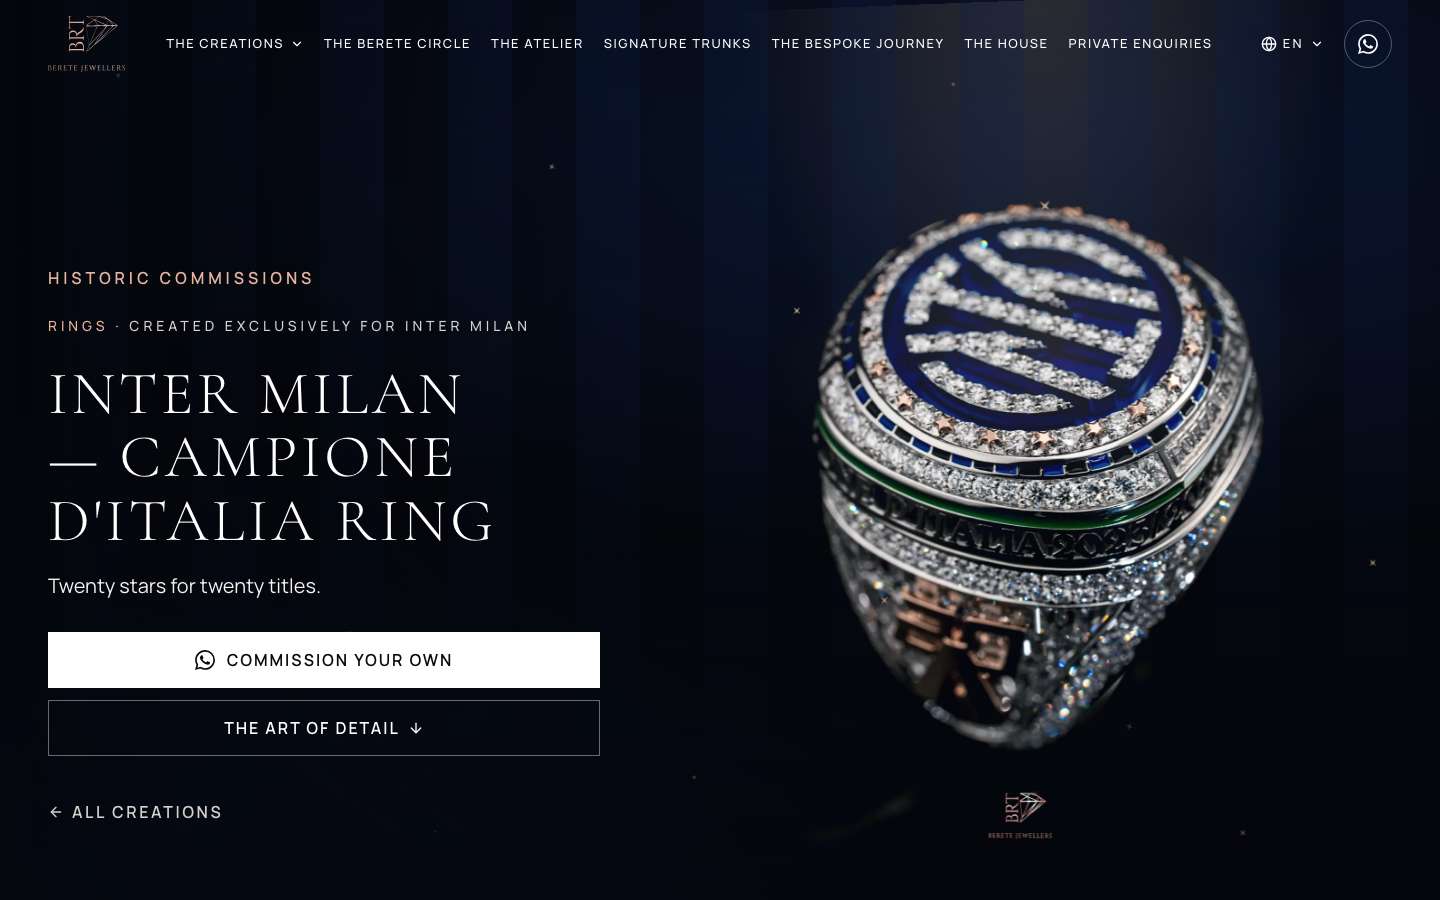 BRT
BERETE JEWELLERS
THE CREATIONS
THE BERETE CIRCLE
THE ATELIER
SIGNATURE TRUNKS
THE BESPOKE JOURNEY
THE HOUSE
PRIVATE ENQUIRIES
EN
HISTORIC COMMISSIONS
RINGS · CREATED EXCLUSIVELY FOR INTER MILAN
INTER MILAN
— CAMPIONE
D'ITALIA RING
Twenty stars for twenty titles.
COMMISSION YOUR OWN
THE ART OF DETAIL ↓
← ALL CREATIONS
D'ITALIA 2025
BRT
BERETE JEWELLERS